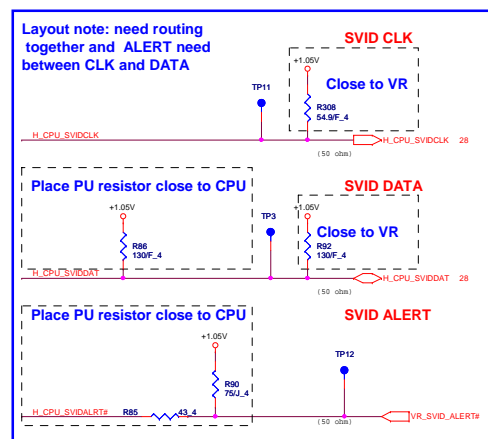 Layout note: need routing
together and ALERT need
between CLK and DATA
SVID CLK
+1.05V
Close to VR
TP11
R308
54.9/F_4
H_CPU_SVIDCLK
H_CPU_SVIDCLK 28
(50 ohm)
Place PU resistor close to CPU
SVID DATA
+1.05V
+1.05V
TP3
Close to VR
R86
130/F_4
R92
130/F_4
H_CPU_SVIDDAT
H_CPU_SVIDDAT 28
(50 ohm)
Place PU resistor close to CPU
SVID ALERT
+1.05V
TP12
R90
75/J_4
H_CPU_SVIDALRT#
R85
43_4
VR_SVID_ALERT#
(50 ohm)